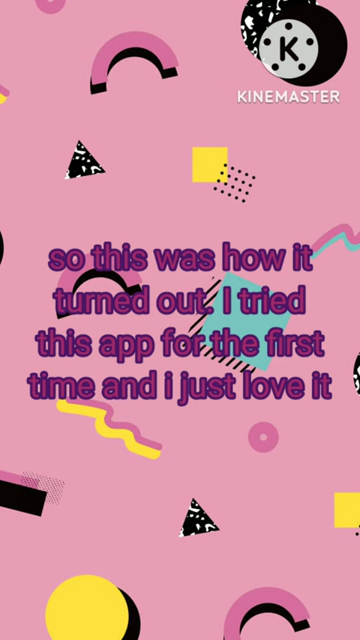 K
KINEMASTER
so this was how it
turned out. I tried
this app for the first
time and i just love it